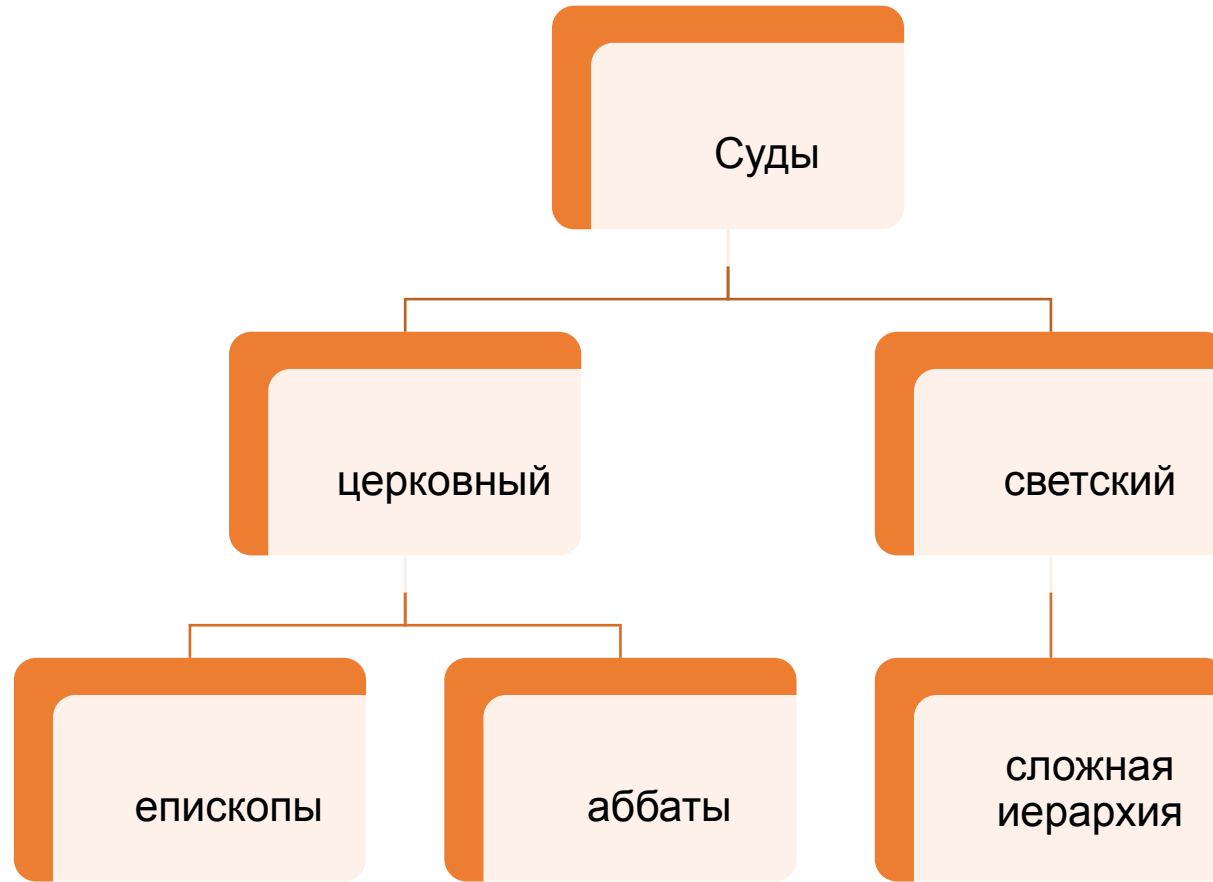 Суды
церковный
светский
епископы
аббаты
сложная
иерархия